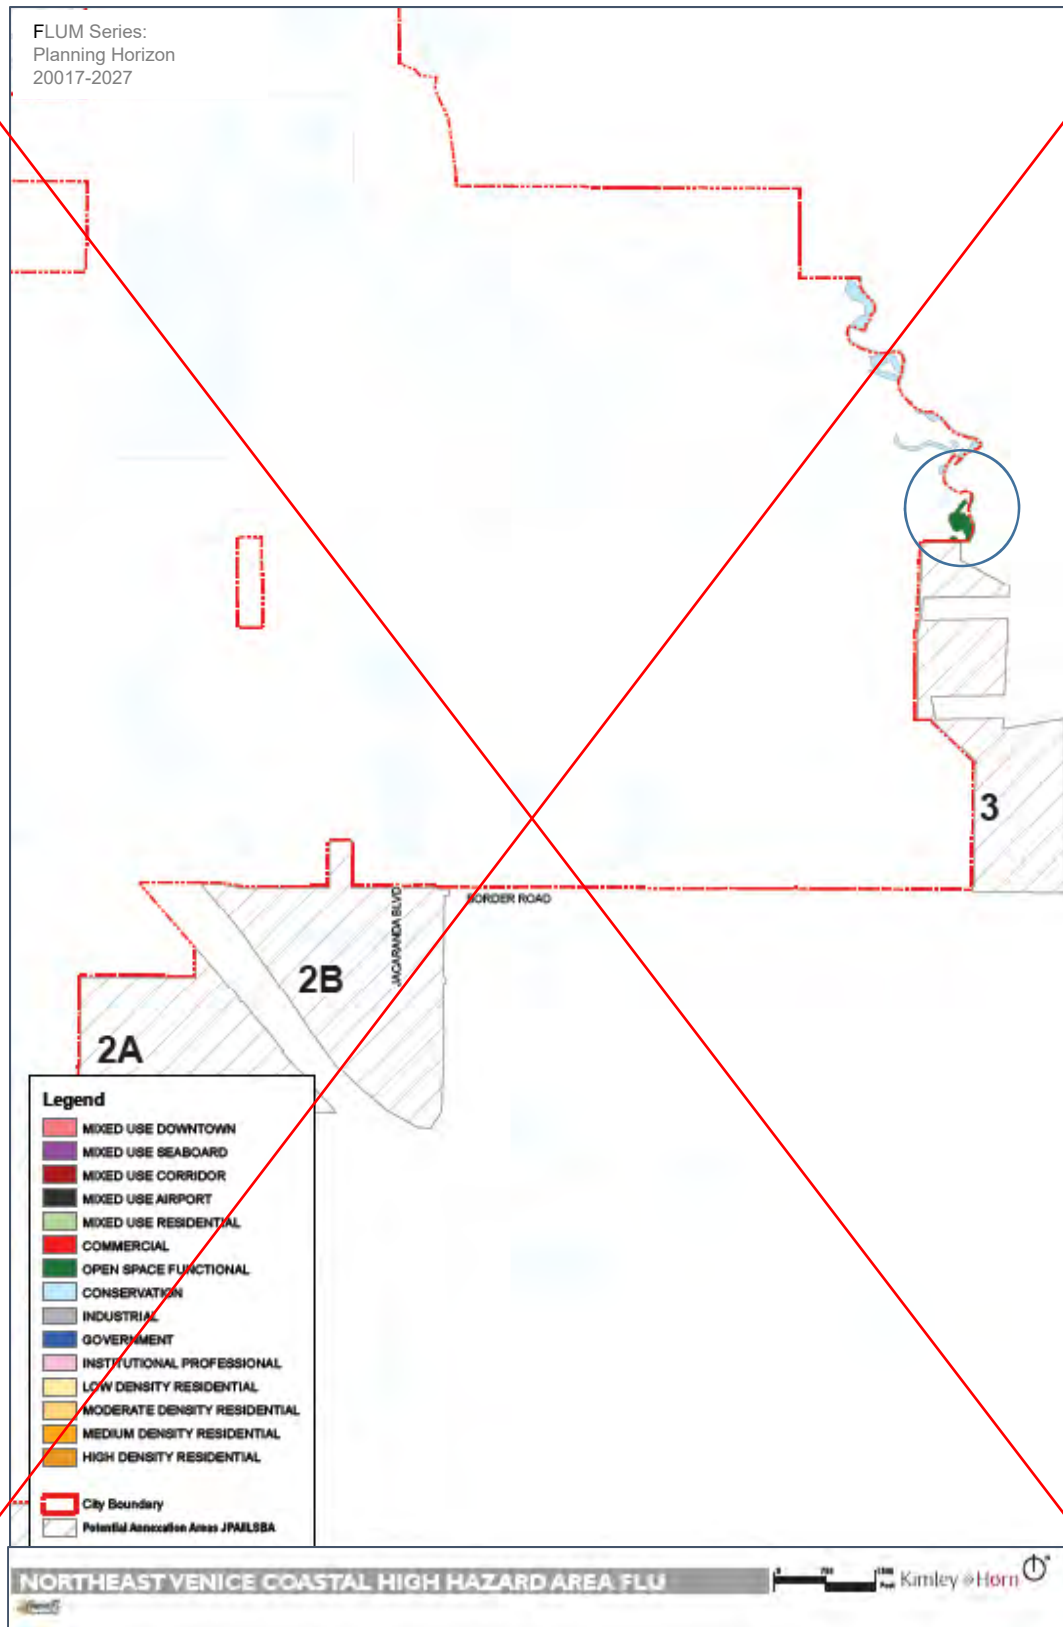 FLUM Series:
Planning Horizon
20017-2027
3
BORDER ROAD
JACARANDA BLVD
2B
2A
Legend
MIXED USE DOWNTOWN
MIXED USE SEABOARD
MIXED USE CORRIDOR
MIXED USE AIRPORT
MIXED USE RESIDENTIAL
COMMERCIAL
OPEN SPACE FUNCTIONAL
CONSERVATION
INDUSTRIAL
GOVERNMENT
INSTITUTIONAL PROFESSIONAL
LOW DENSITY RESIDENTIAL
MODERATE DENSITY RESIDENTIAL
MEDIUM DENSITY RESIDENTIAL
HIGH DENSITY RESIDENTIAL
City Boundary
Potential Annexation Areas JPA/ILSBA
NORTHEAST VENICE COASTAL HIGH HAZARD AREA FLU
Feet
Kimley»Horn